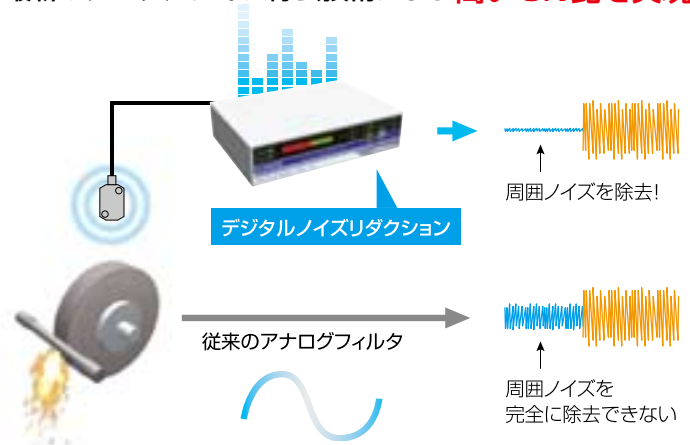 デジタルノイズリダクション
周囲ノイズを除去!
従来のアナログフィルタ
周囲ノイズを
完全に除去できない